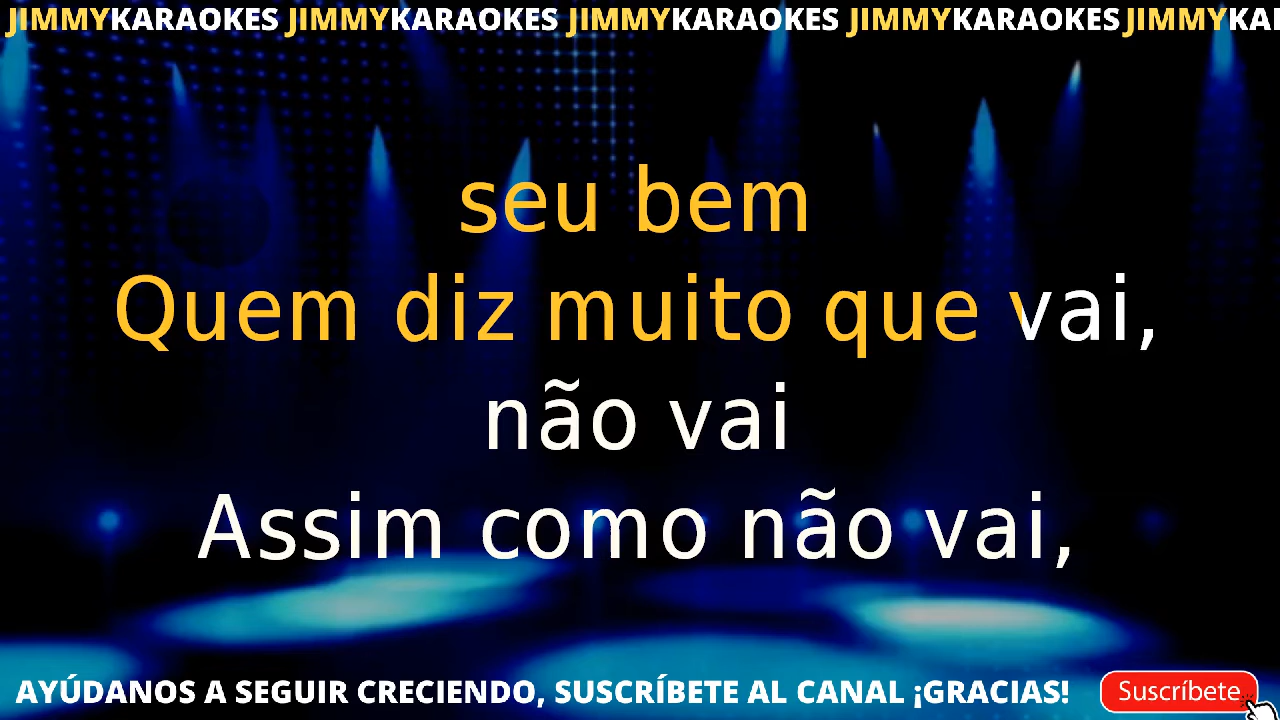 JIMMYKARAOKES JIMMYKARAOKES JIMMYKARAOKES JIMMYKARAOKES JIMMYKA
seu bem
Quem diz muito que vai,
não vai
Assim como não vai,
AYÚDANOS A SEGUIR CRECIENDO, SUSCRÍBETE AL CANAL ¡GRACIAS! Suscríbete